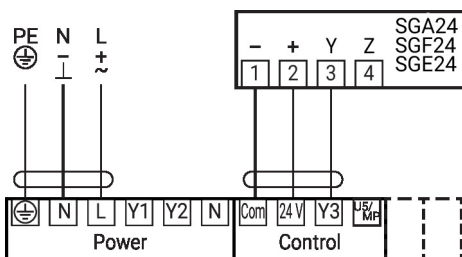 PE N L
- +
⊥ ~
- + Y Z
1 2 3 4
SGA24
SGF24
SGE24
N L Y1 Y2 N Com 24 V Y3 U5/MP
Power Control